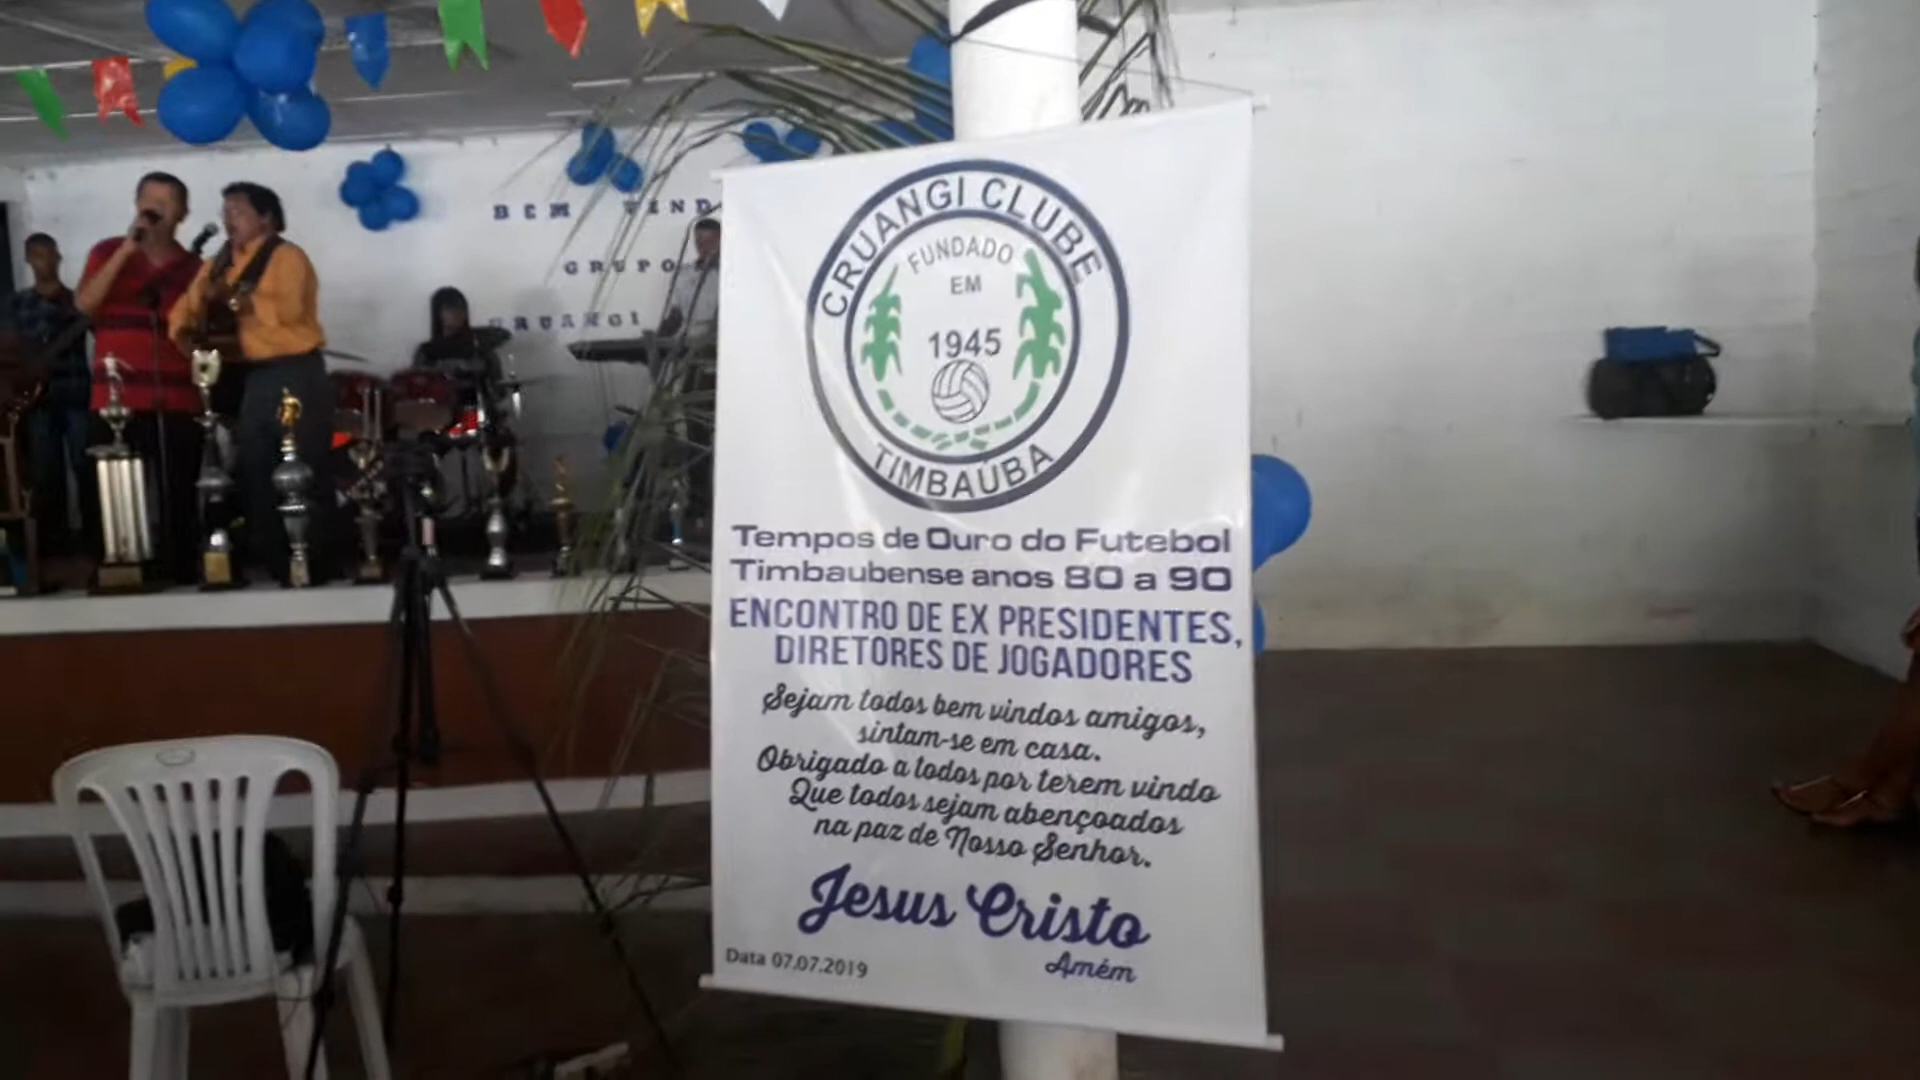 BEM VIND
GRUPO
CRUANGI
CRUANGI CLUBE
FUNDADO
EM
1945
TIMBAÚBA
Tempos de Ouro do Futebol
Timbaubense anos 80 a 90
ENCONTRO DE EX PRESIDENTES,
DIRETORES DE JOGADORES
Sejam todos bem vindos amigos,
sintam-se em casa.
Obrigado a todos por terem vindo
Que todos sejam abençoados
na paz de Nosso Senhor.
Jesus Cristo
Amém
Data 07.07.2019